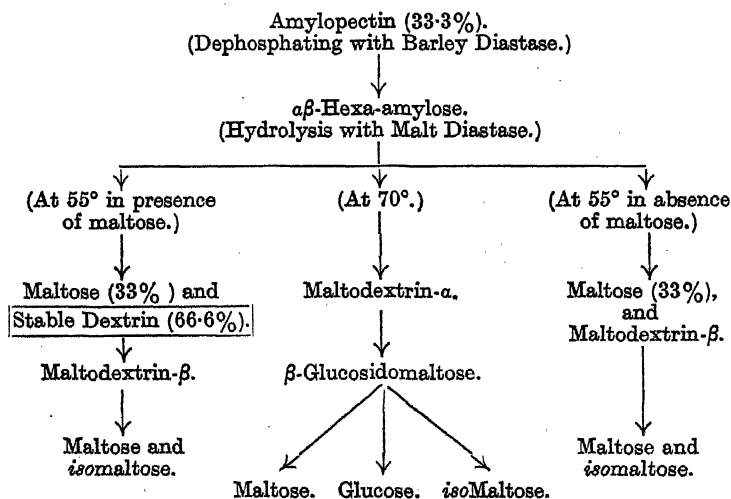 Amylopectin (33·3%).
(Dephosphating with Barley Diastase.)
αβ-Hexa-amylose.
(Hydrolysis with Malt Diastase.)
(At 55° in presence
of maltose.)
(At 70°.)
(At 55° in absence
of maltose.)
Maltose (33% ) and
Stable Dextrin (66·6%).
Maltodextrin-α.
Maltose (33%),
and
Maltodextrin-β.
Maltodextrin-β.
β-Glucosidomaltose.
Maltose and
isomaltose.
Maltose. Glucose. isoMaltose.
Maltose and
isomaltose.